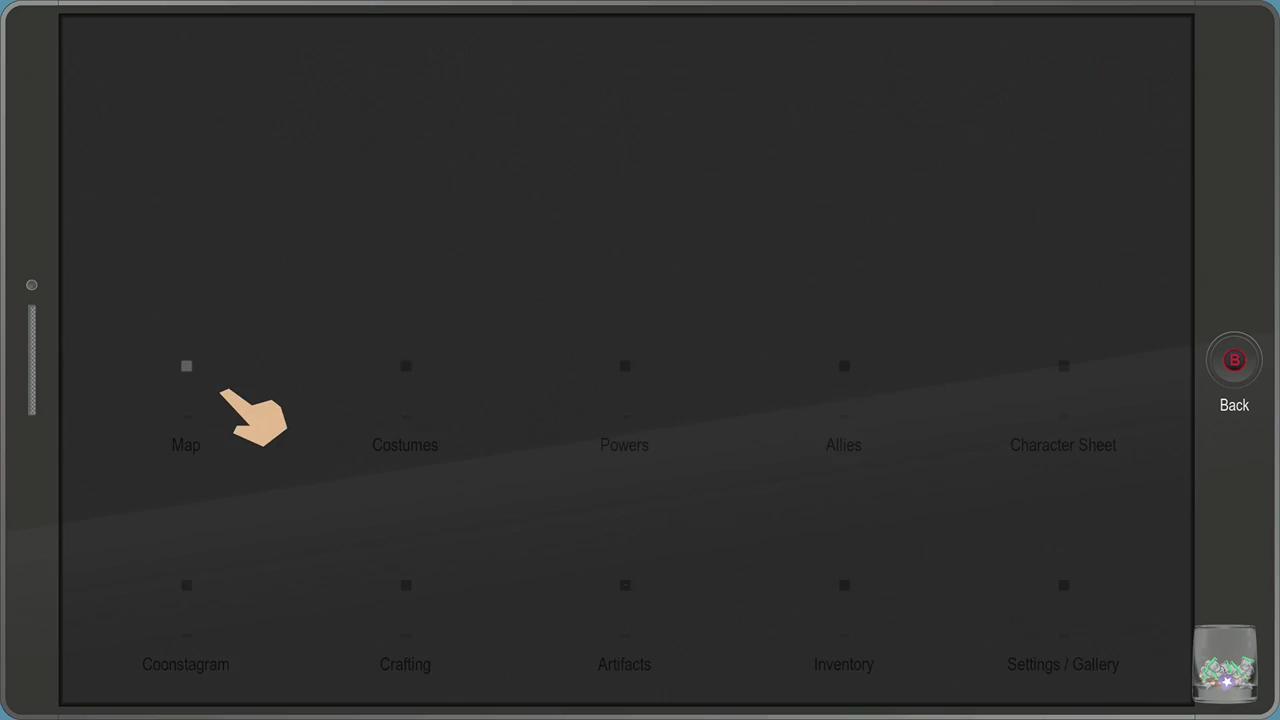 B
Back
Map
Costumes
Powers
Allies
Character Sheet
Coonstagram
Crafting
Artifacts
Inventory
Settings / Gallery